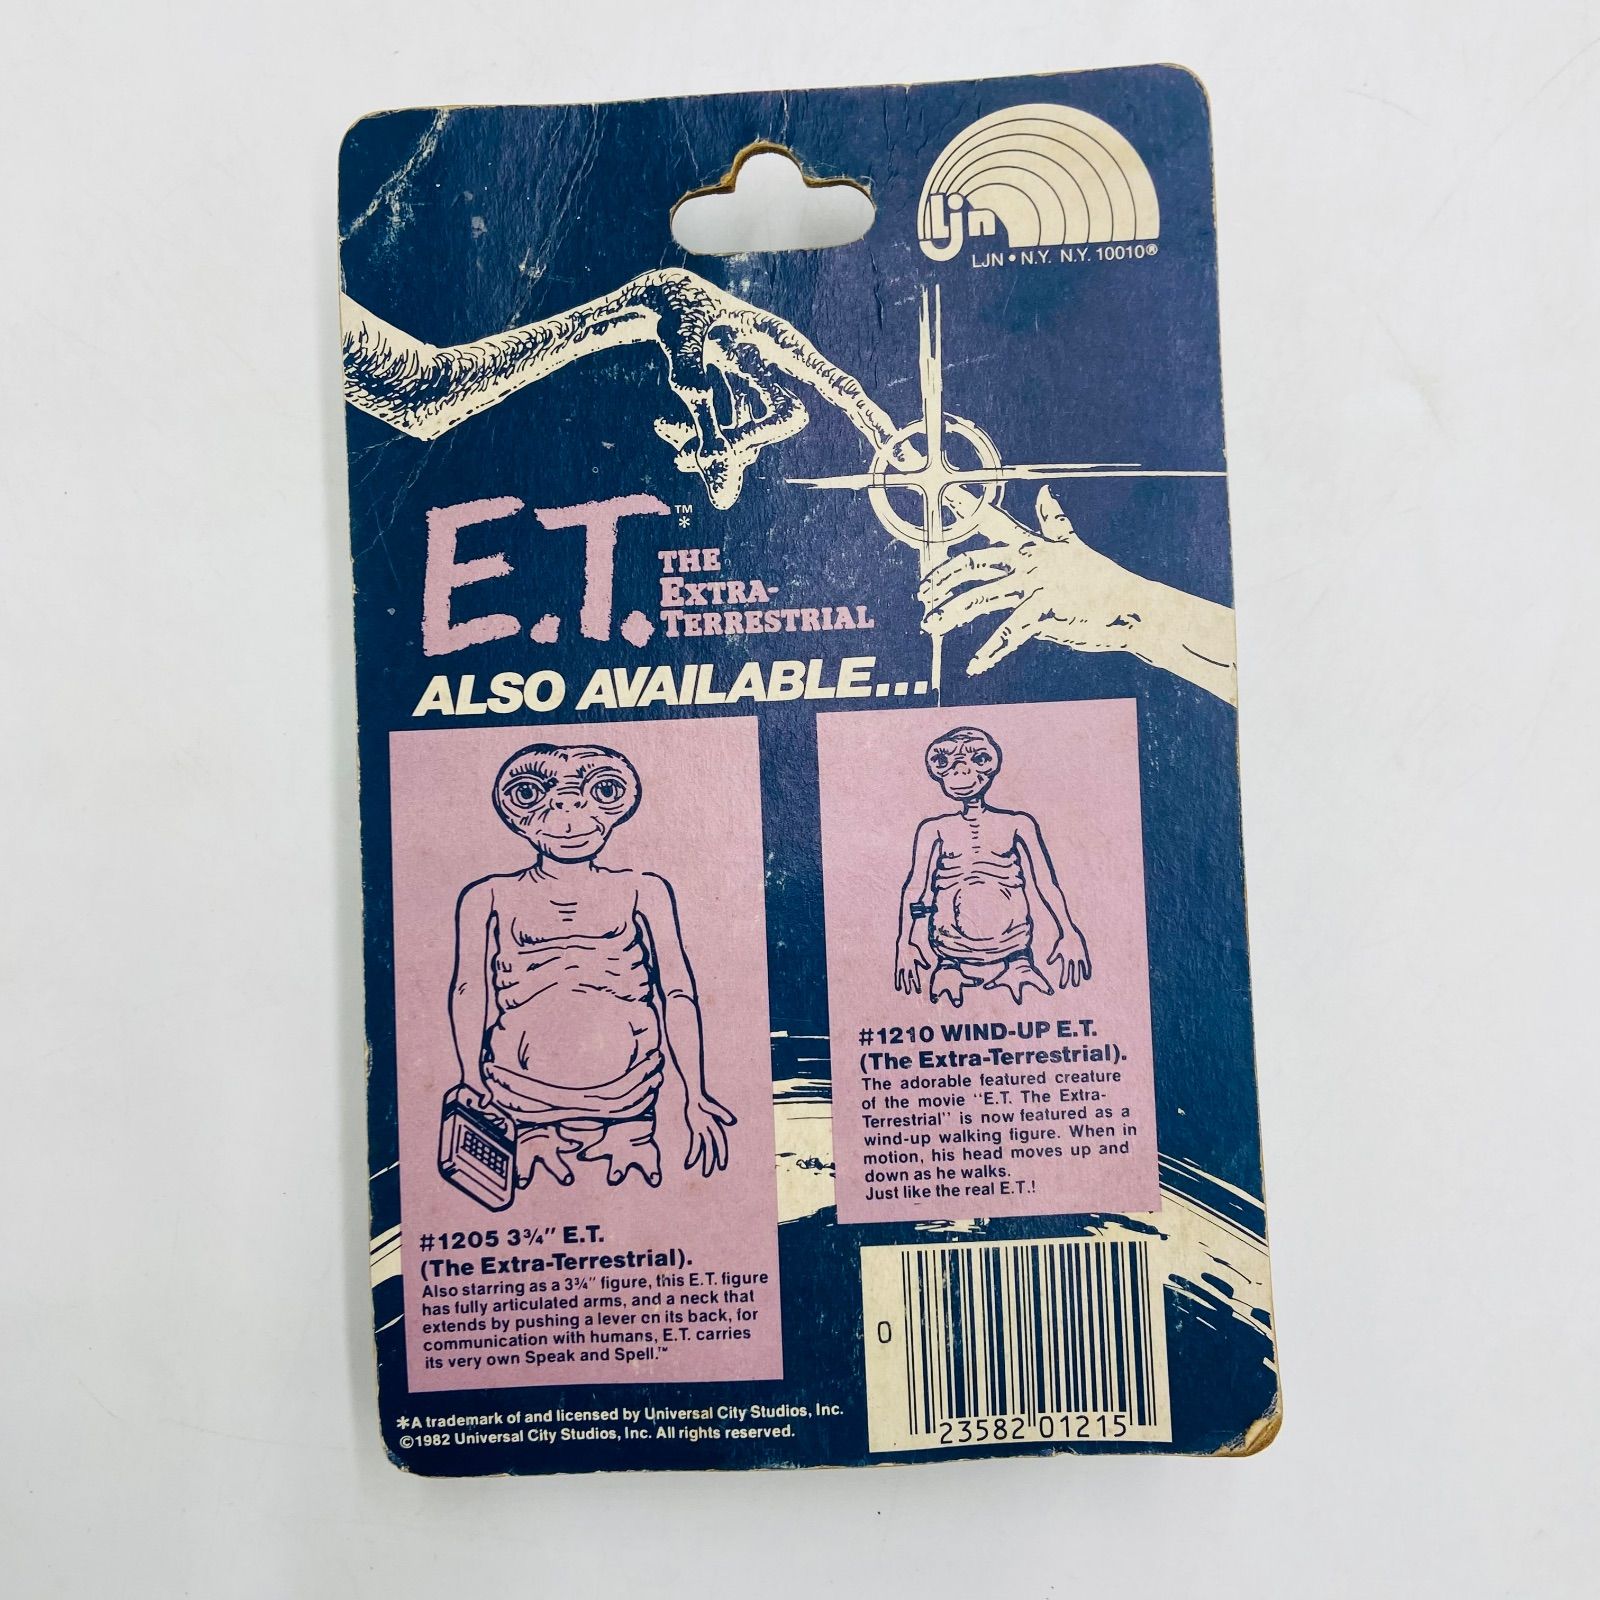 ljn
LJN • N.Y. N.Y. 10010®
E.T.™*
THE
EXTRA-
TERRESTRIAL
ALSO AVAILABLE...
#1205 3¾" E.T.
(The Extra-Terrestrial).
Also starring as a 3¾" figure, this E.T. figure
has fully articulated arms, and a neck that
extends by pushing a lever on its back, for
communication with humans, E.T. carries
its very own Speak and Spell.™
#1210 WIND-UP E.T.
(The Extra-Terrestrial).
The adorable featured creature
of the movie "E.T. The Extra-
Terrestrial" is now featured as a
wind-up walking figure. When in
motion, his head moves up and
down as he walks.
Just like the real E.T.!
*A trademark of and licensed by Universal City Studios, Inc.
©1982 Universal City Studios, Inc. All rights reserved.
0
23582 01215